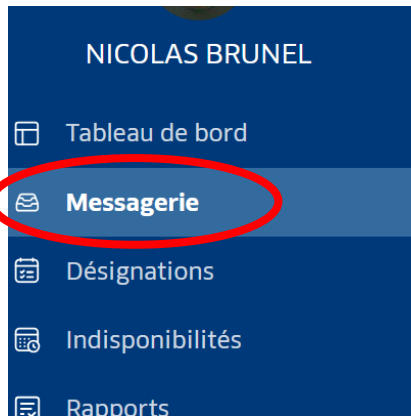 NICOLAS BRUNEL
Tableau de bord
Messagerie
Désignations
Indisponibilités
Rapports